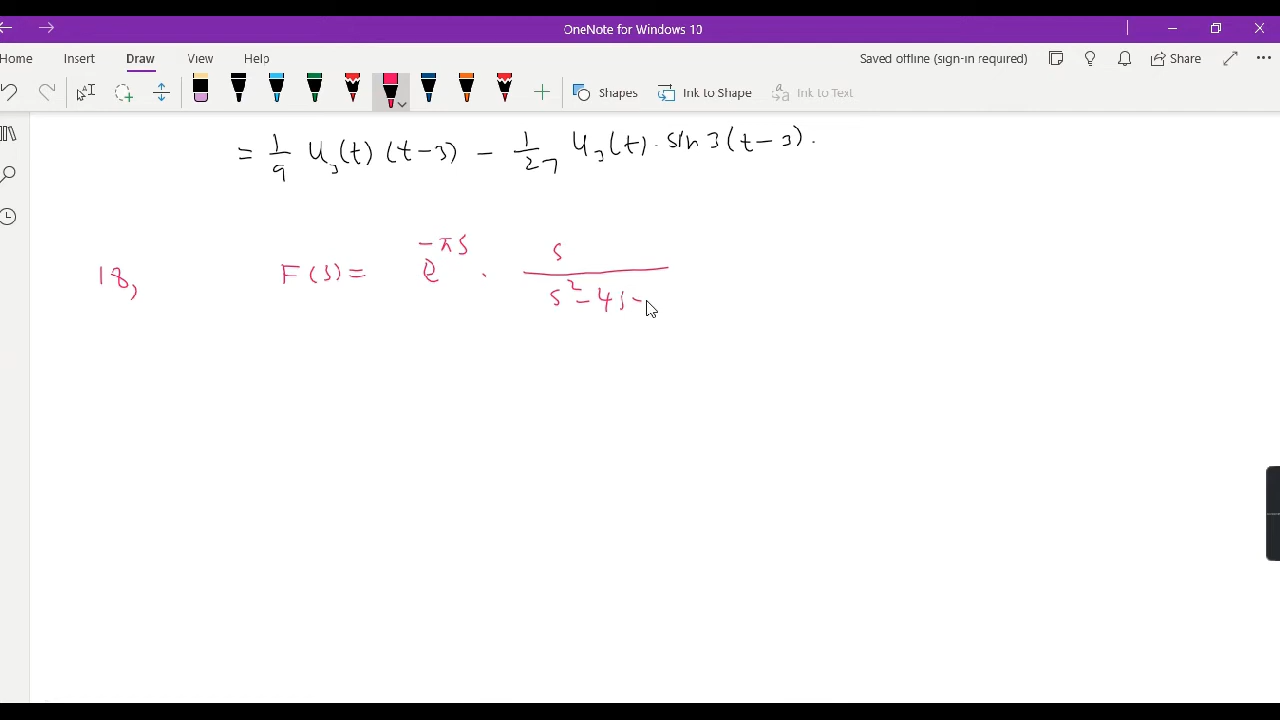 OneNote for Windows 10
Home Insert Draw View Help Saved offline (sign-in required) Share
Shapes Ink to Shape Ink to Text
= 1/9 u₃(t) (t-3) - 1/27 u₃(t) · sin 3(t-3).
18, F(s) = e^(-πs) · s/(s² - 4s -